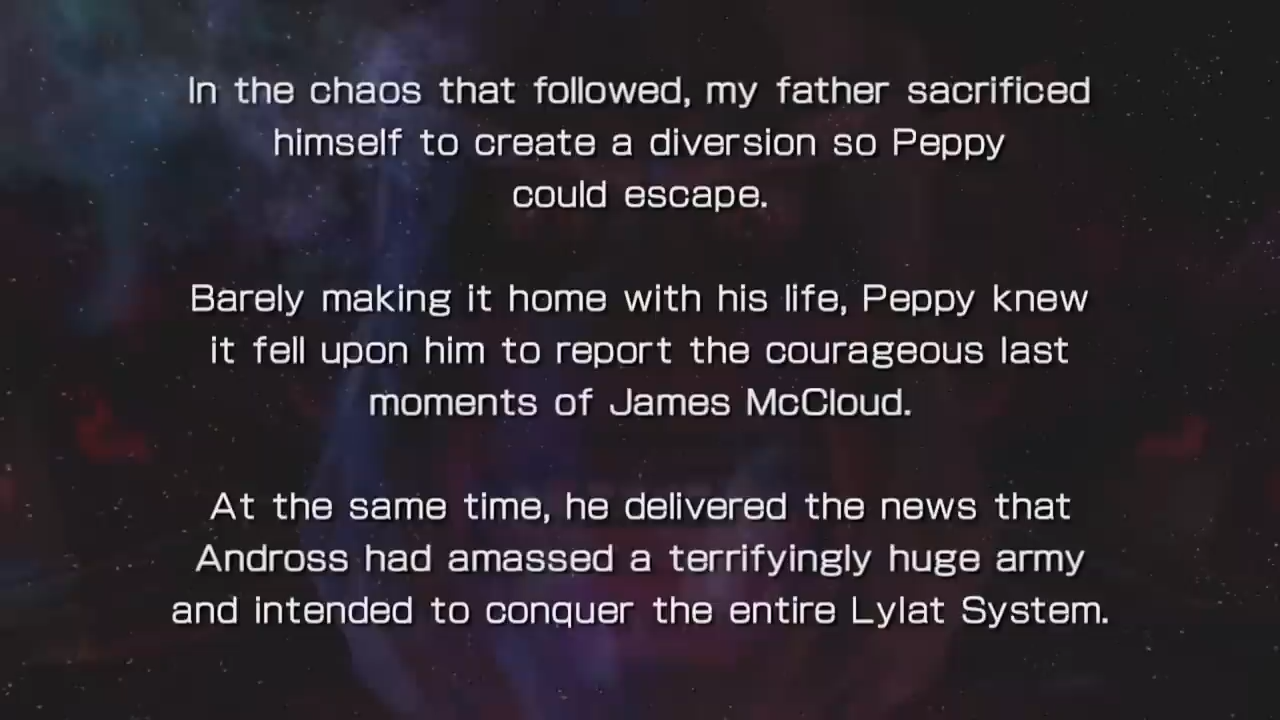 In the chaos that followed, my father sacrificed
himself to create a diversion so Peppy
could escape.
Barely making it home with his life, Peppy knew
it fell upon him to report the courageous last
moments of James McCloud.
At the same time, he delivered the news that
Andross had amassed a terrifyingly huge army
and intended to conquer the entire Lylat System.